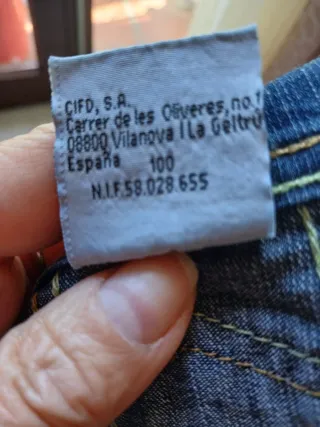 CIFD, S.A.
Carrer de les Oliveres, no.1
08800 Vilanova I La Geltrú
España 100
N.I.F.58.028.655